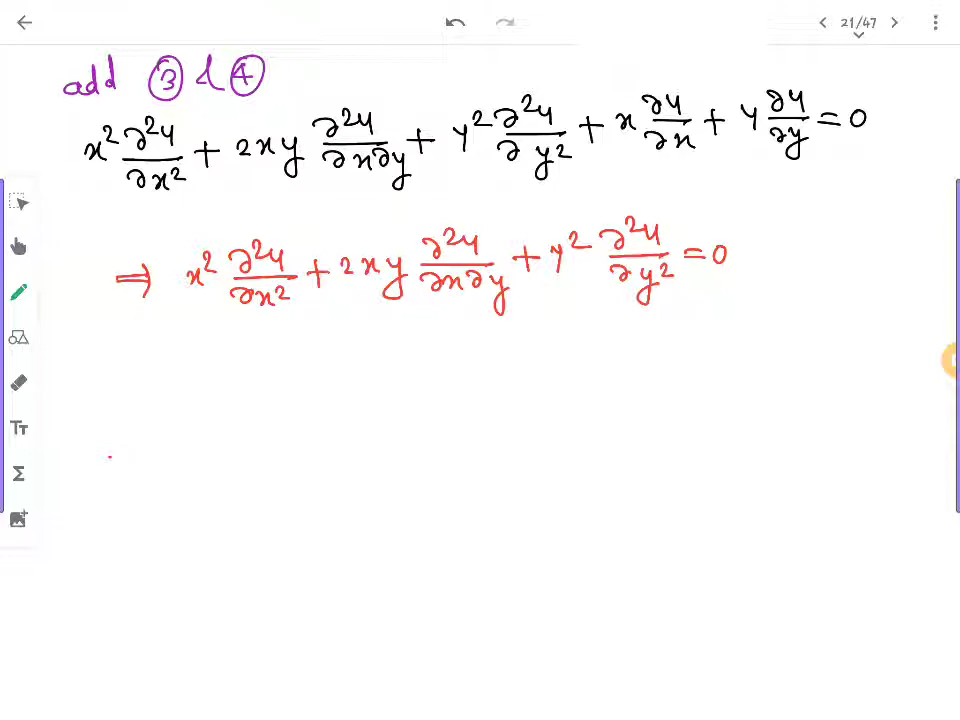 21/47
add ③ & ④
x² ∂²u/∂x² + 2xy ∂²u/∂x∂y + y² ∂²u/∂y² + x ∂u/∂x + y ∂u/∂y = 0
⇒ x² ∂²u/∂x² + 2xy ∂²u/∂x∂y + y² ∂²u/∂y² = 0
Tт
Σ